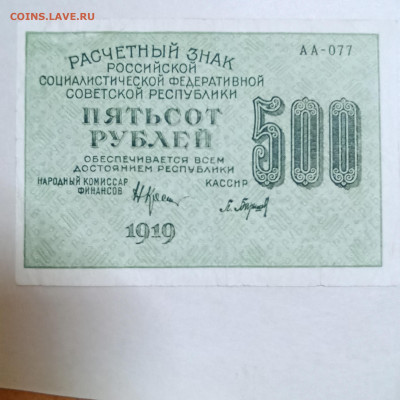 COINS.LAVE.RU
АА-077
РАСЧЕТНЫЙ ЗНАК
РОССИЙСКОЙ
СОЦИАЛИСТИЧЕСКОЙ ФЕДЕРАТИВНОЙ
СОВЕТСКОЙ РЕСПУБЛИКИ
ПЯТЬСОТ
РУБЛЕЙ
500
ОБЕСПЕЧИВАЕТСЯ ВСЕМ
ДОСТОЯНИЕМ РЕСПУБЛИКИ
НАРОДНЫЙ КОМИССАР
ФИНАНСОВ
КАССИР
1919